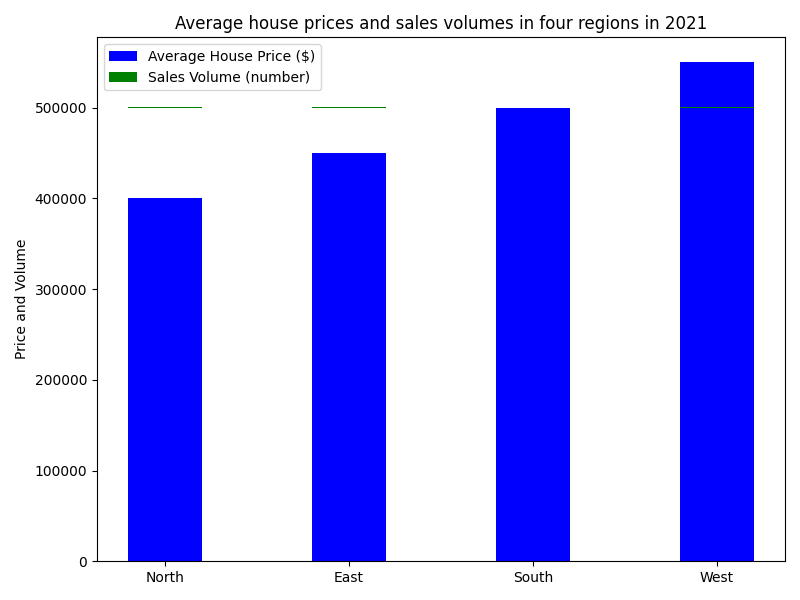 Average house prices and sales volumes in four regions in 2021
Average House Price ($)
Sales Volume (number)
Price and Volume
500000
400000
300000
200000
100000
0
North
East
South
West